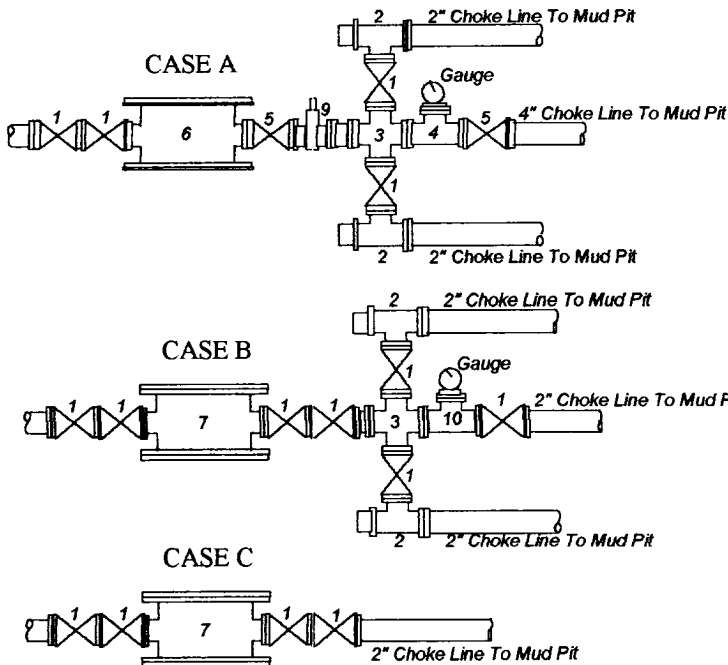 2 2" Choke Line To Mud Pit
CASE A
1 Gauge
9
1 1 6 5 3 4 5 4" Choke Line To Mud Pit
1
2 2" Choke Line To Mud Pit
2 2" Choke Line To Mud Pit
CASE B
1 Gauge
1 1 7 1 1 3 10 1 2" Choke Line To Mud P
1
2 2" Choke Line To Mud Pit
CASE C
1 1 7 1 1
2" Choke Line To Mud Pit